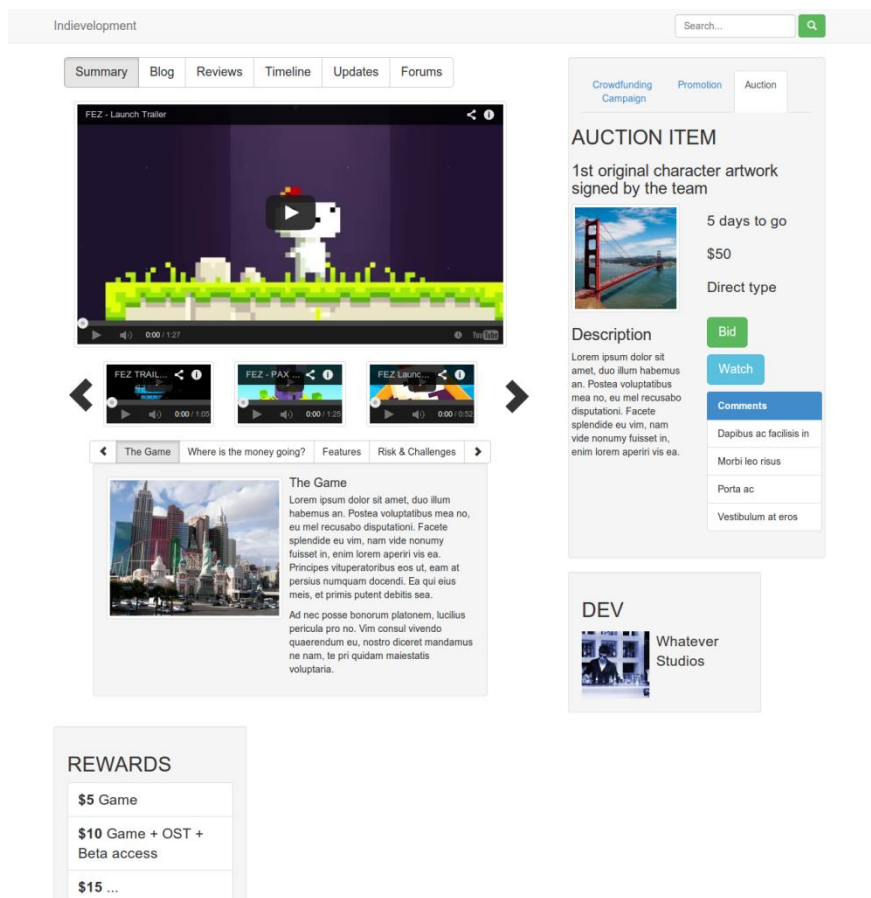 Indievelopment
Search...
Summary Blog Reviews Timeline Updates Forums
FEZ - Launch Trailer
0:00 / 1:27
YouTube
FEZ TRAIL...
0:00 / 1:05
FEZ - PAX ...
0:00 / 1:25
FEZ Launc...
0:00 / 0:52
The Game Where is the money going? Features Risk & Challenges
The Game
Lorem ipsum dolor sit amet, duo illum
habemus an. Postea voluptatibus mea no,
eu mel recusabo disputationi. Facete
splendide eu vim, nam vide nonumy
fuisset in, enim lorem aperiri vis ea.
Principes vituperatoribus eos ut, eam at
persius numquam docendi. Ea qui eius
meis, et primis putent debitis sea.
Ad nec posse bonorum platonem, lucilius
pericula pro no. Vim consul vivendo
quaerendum eu, nostro diceret mandamus
ne nam, te pri quidam maiestatis
voluptaria.
Crowdfunding
Campaign
Promotion
Auction
AUCTION ITEM
1st original character artwork
signed by the team
5 days to go
$50
Direct type
Description
Lorem ipsum dolor sit
amet, duo illum habemus
an. Postea voluptatibus
mea no, eu mel recusabo
disputationi. Facete
splendide eu vim, nam
vide nonumy fuisset in,
enim lorem aperiri vis ea.
Bid
Watch
Comments
Dapibus ac facilisis in
Morbi leo risus
Porta ac
Vestibulum at eros
DEV
Whatever
Studios
REWARDS
$5 Game
$10 Game + OST +
Beta access
$15 ...